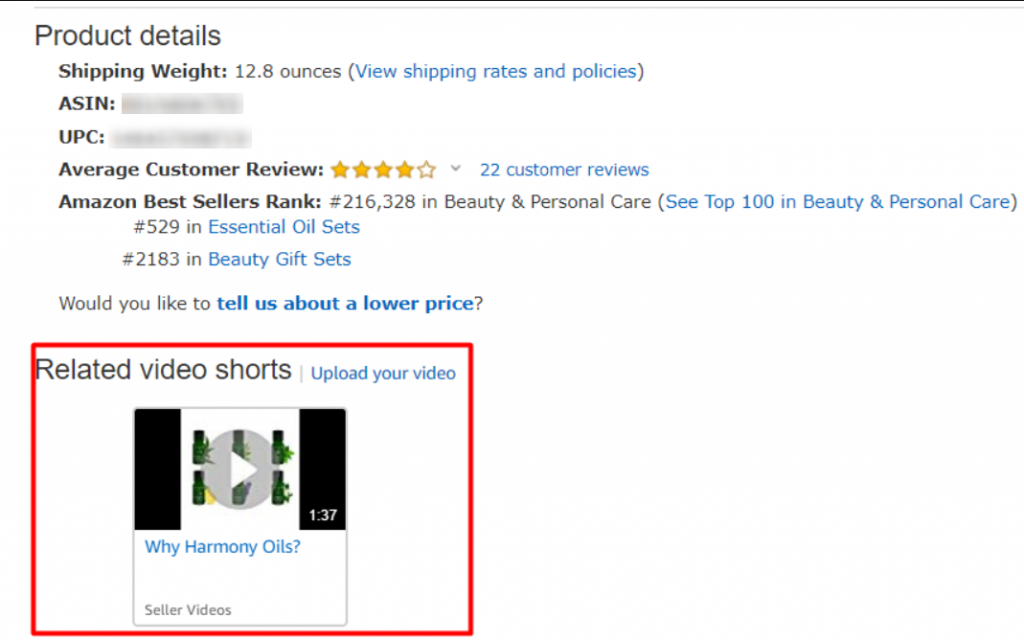 Product details
Shipping Weight: 12.8 ounces (View shipping rates and policies)
ASIN:
UPC:
Average Customer Review: 22 customer reviews
Amazon Best Sellers Rank: #216,328 in Beauty & Personal Care (See Top 100 in Beauty & Personal Care)
#529 in Essential Oil Sets
#2183 in Beauty Gift Sets
Would you like to tell us about a lower price?
Related video shorts | Upload your video
1:37
Why Harmony Oils?
Seller Videos